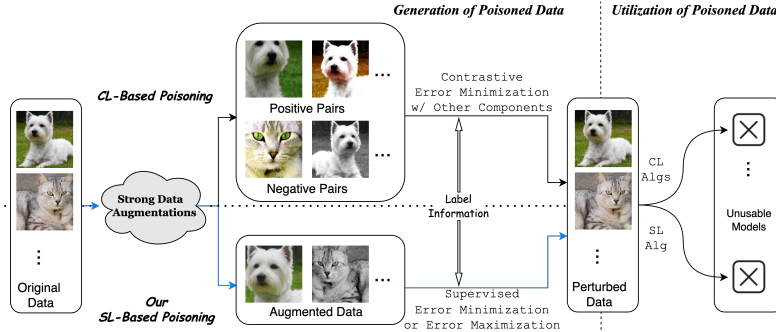 Generation of Poisoned Data
Utilization of Poisoned Data
CL-Based Poisoning
Positive Pairs
Negative Pairs
Contrastive
Error Minimization
w/ Other Components
Strong Data
Augmentations
Label
Information
CL
Algs
SL
Alg
Unusable
Models
Original
Data
Our
SL-Based Poisoning
Augmented Data
Supervised
Error Minimization
or Error Maximization
Perturbed
Data